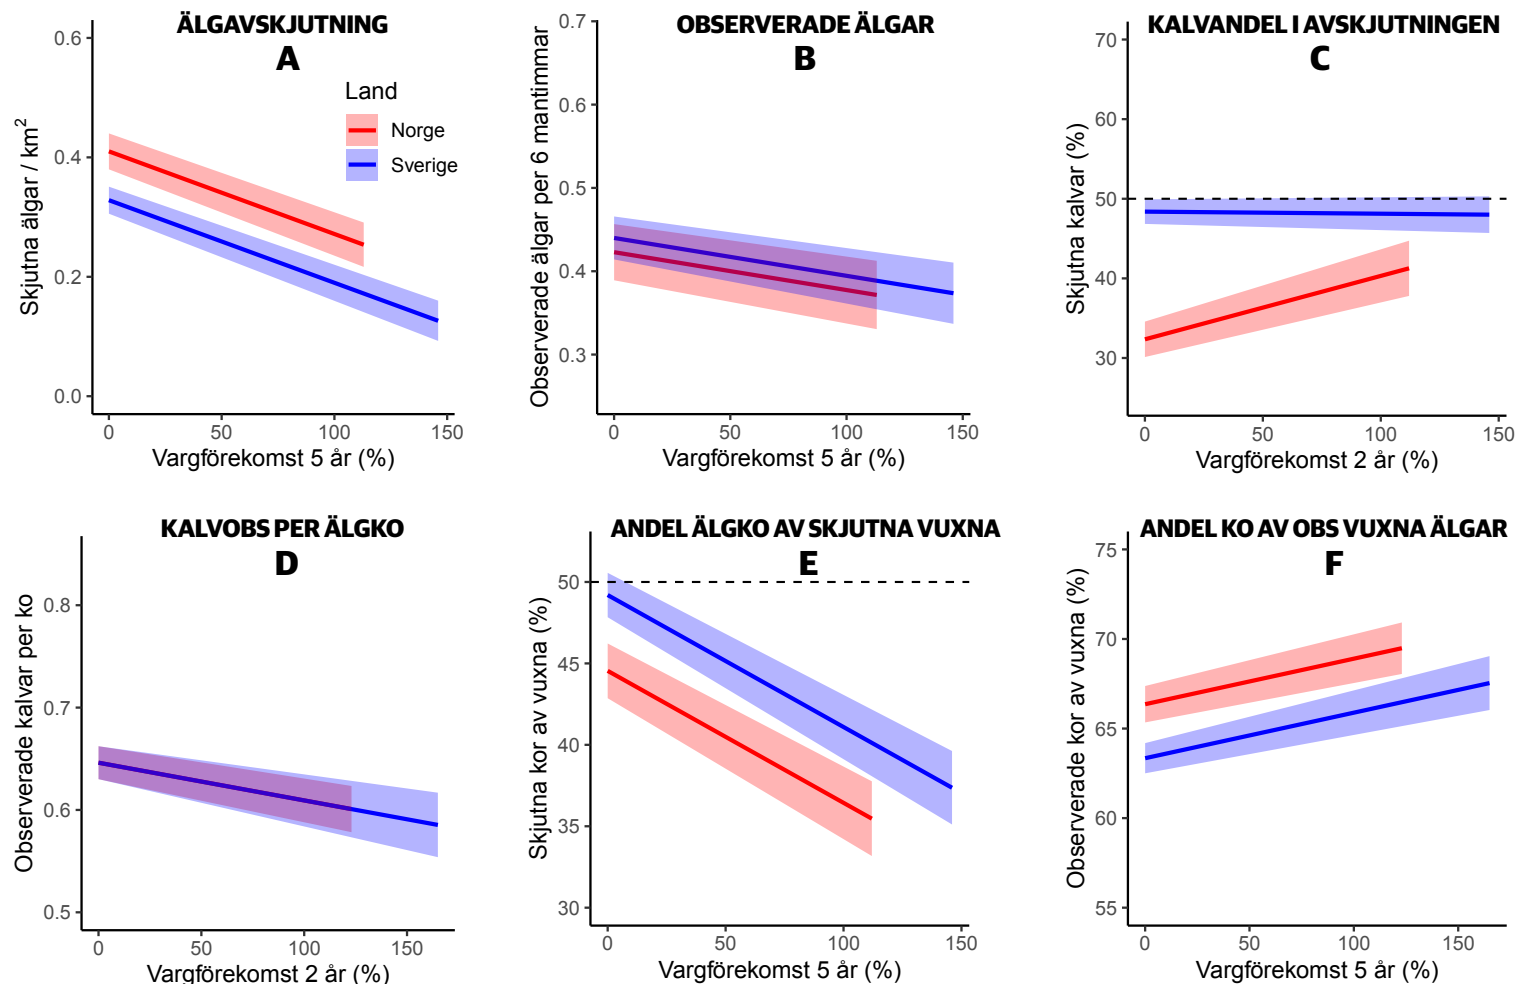 ÄLGAVSKJUTNING
A
Skjutna älgar / km²
0.6
0.4
0.2
0.0
Land
Norge
Sverige
0 50 100 150
Vargförekomst 5 år (%)
OBSERVERADE ÄLGAR
B
Observerade älgar per 6 mantimmar
0.7
0.6
0.5
0.4
0.3
0 50 100 150
Vargförekomst 5 år (%)
KALVANDEL I AVSKJUTNINGEN
C
Skjutna kalvar (%)
70
60
50
40
30
0 50 100 150
Vargförekomst 2 år (%)
KALVOBS PER ÄLGKO
D
Observerade kalvar per ko
0.8
0.7
0.6
0.5
0 50 100 150
Vargförekomst 2 år (%)
ANDEL ÄLGKO AV SKJUTNA VUXNA
E
Skjutna kor av vuxna (%)
50
45
40
35
30
0 50 100 150
Vargförekomst 5 år (%)
ANDEL KO AV OBS VUXNA ÄLGAR
F
Observerade kor av vuxna (%)
75
70
65
60
55
0 50 100 150
Vargförekomst 5 år (%)